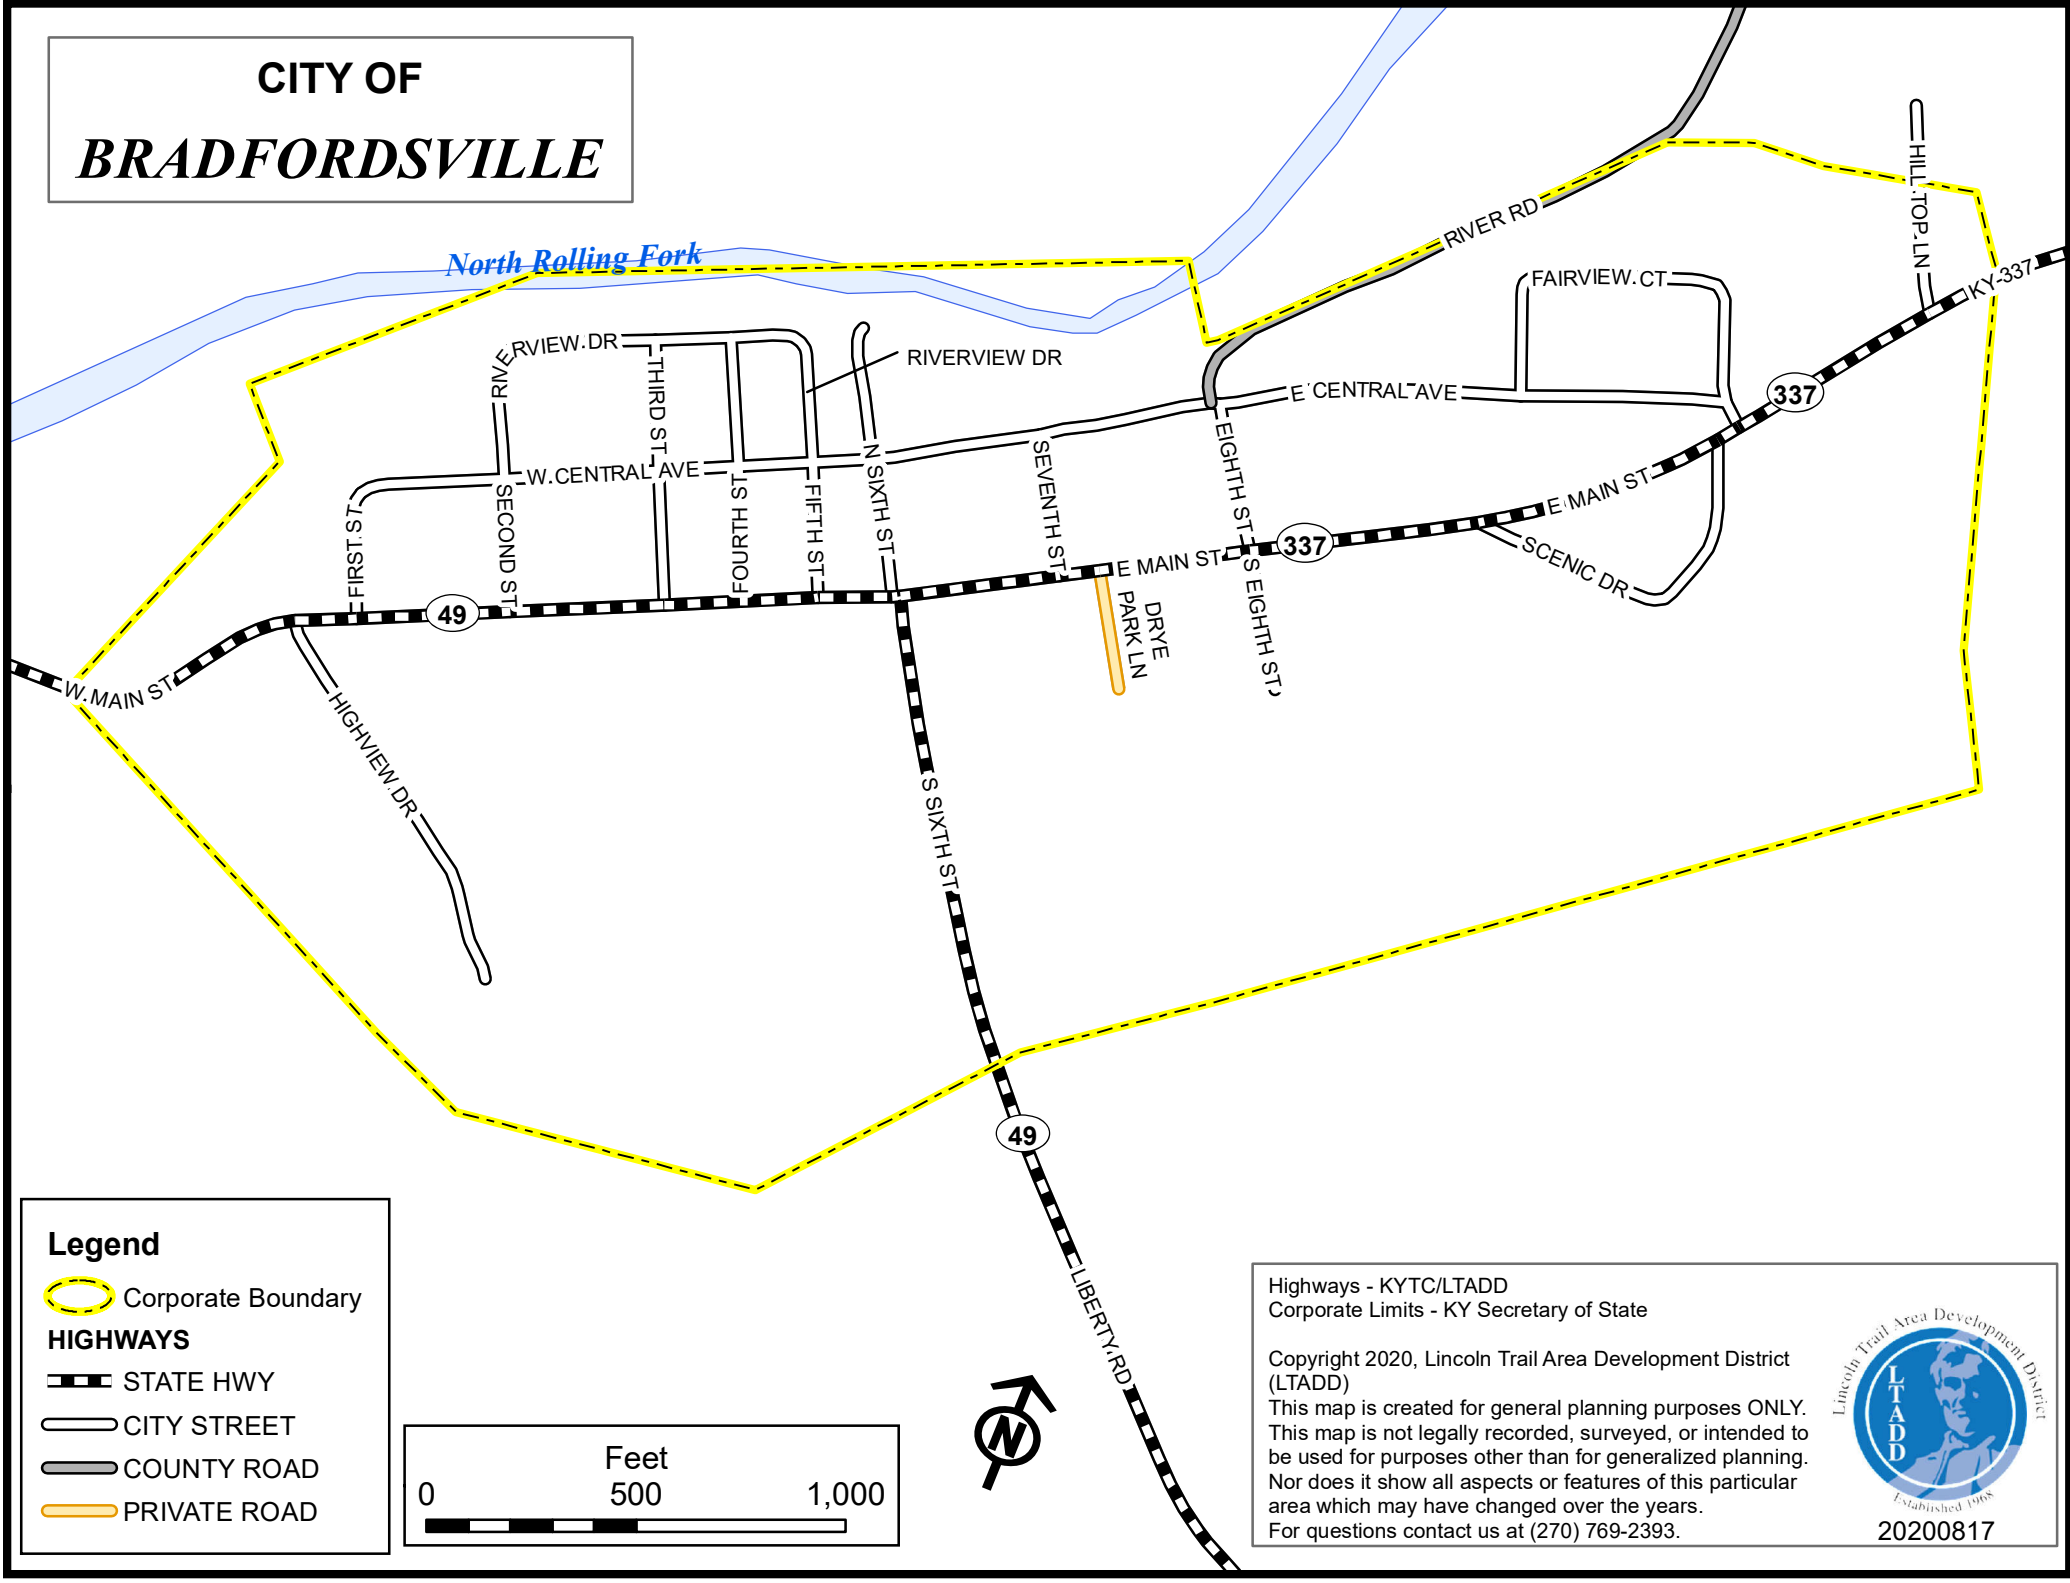 CITY OF
BRADFORDSVILLE
North Rolling Fork
RIVER RD
HILL TOP LN
KY-337
FAIRVIEW CT
RIVERVIEW DR
RIVERVIEW DR
THIRD ST
E CENTRAL AVE
337
W CENTRAL AVE
N SIXTH ST
SEVENTH ST
EIGHTH ST
FIRST ST
SECOND ST
FOURTH ST
FIFTH ST
E MAIN ST
337
E MAIN ST
SCENIC DR
49
DRYE
PARK LN
S EIGHTH ST
W MAIN ST
HIGHVIEW DR
S SIXTH ST
49
LIBERTY RD
Legend
Corporate Boundary
HIGHWAYS
STATE HWY
CITY STREET
COUNTY ROAD
PRIVATE ROAD
Feet
0 500 1,000
N
Highways - KYTC/LTADD
Corporate Limits - KY Secretary of State
Copyright 2020, Lincoln Trail Area Development District
(LTADD)
This map is created for general planning purposes ONLY.
This map is not legally recorded, surveyed, or intended to
be used for purposes other than for generalized planning.
Nor does it show all aspects or features of this particular
area which may have changed over the years.
For questions contact us at (270) 769-2393.
Lincoln Trail Area Development District
LTADD
Established 1968
20200817